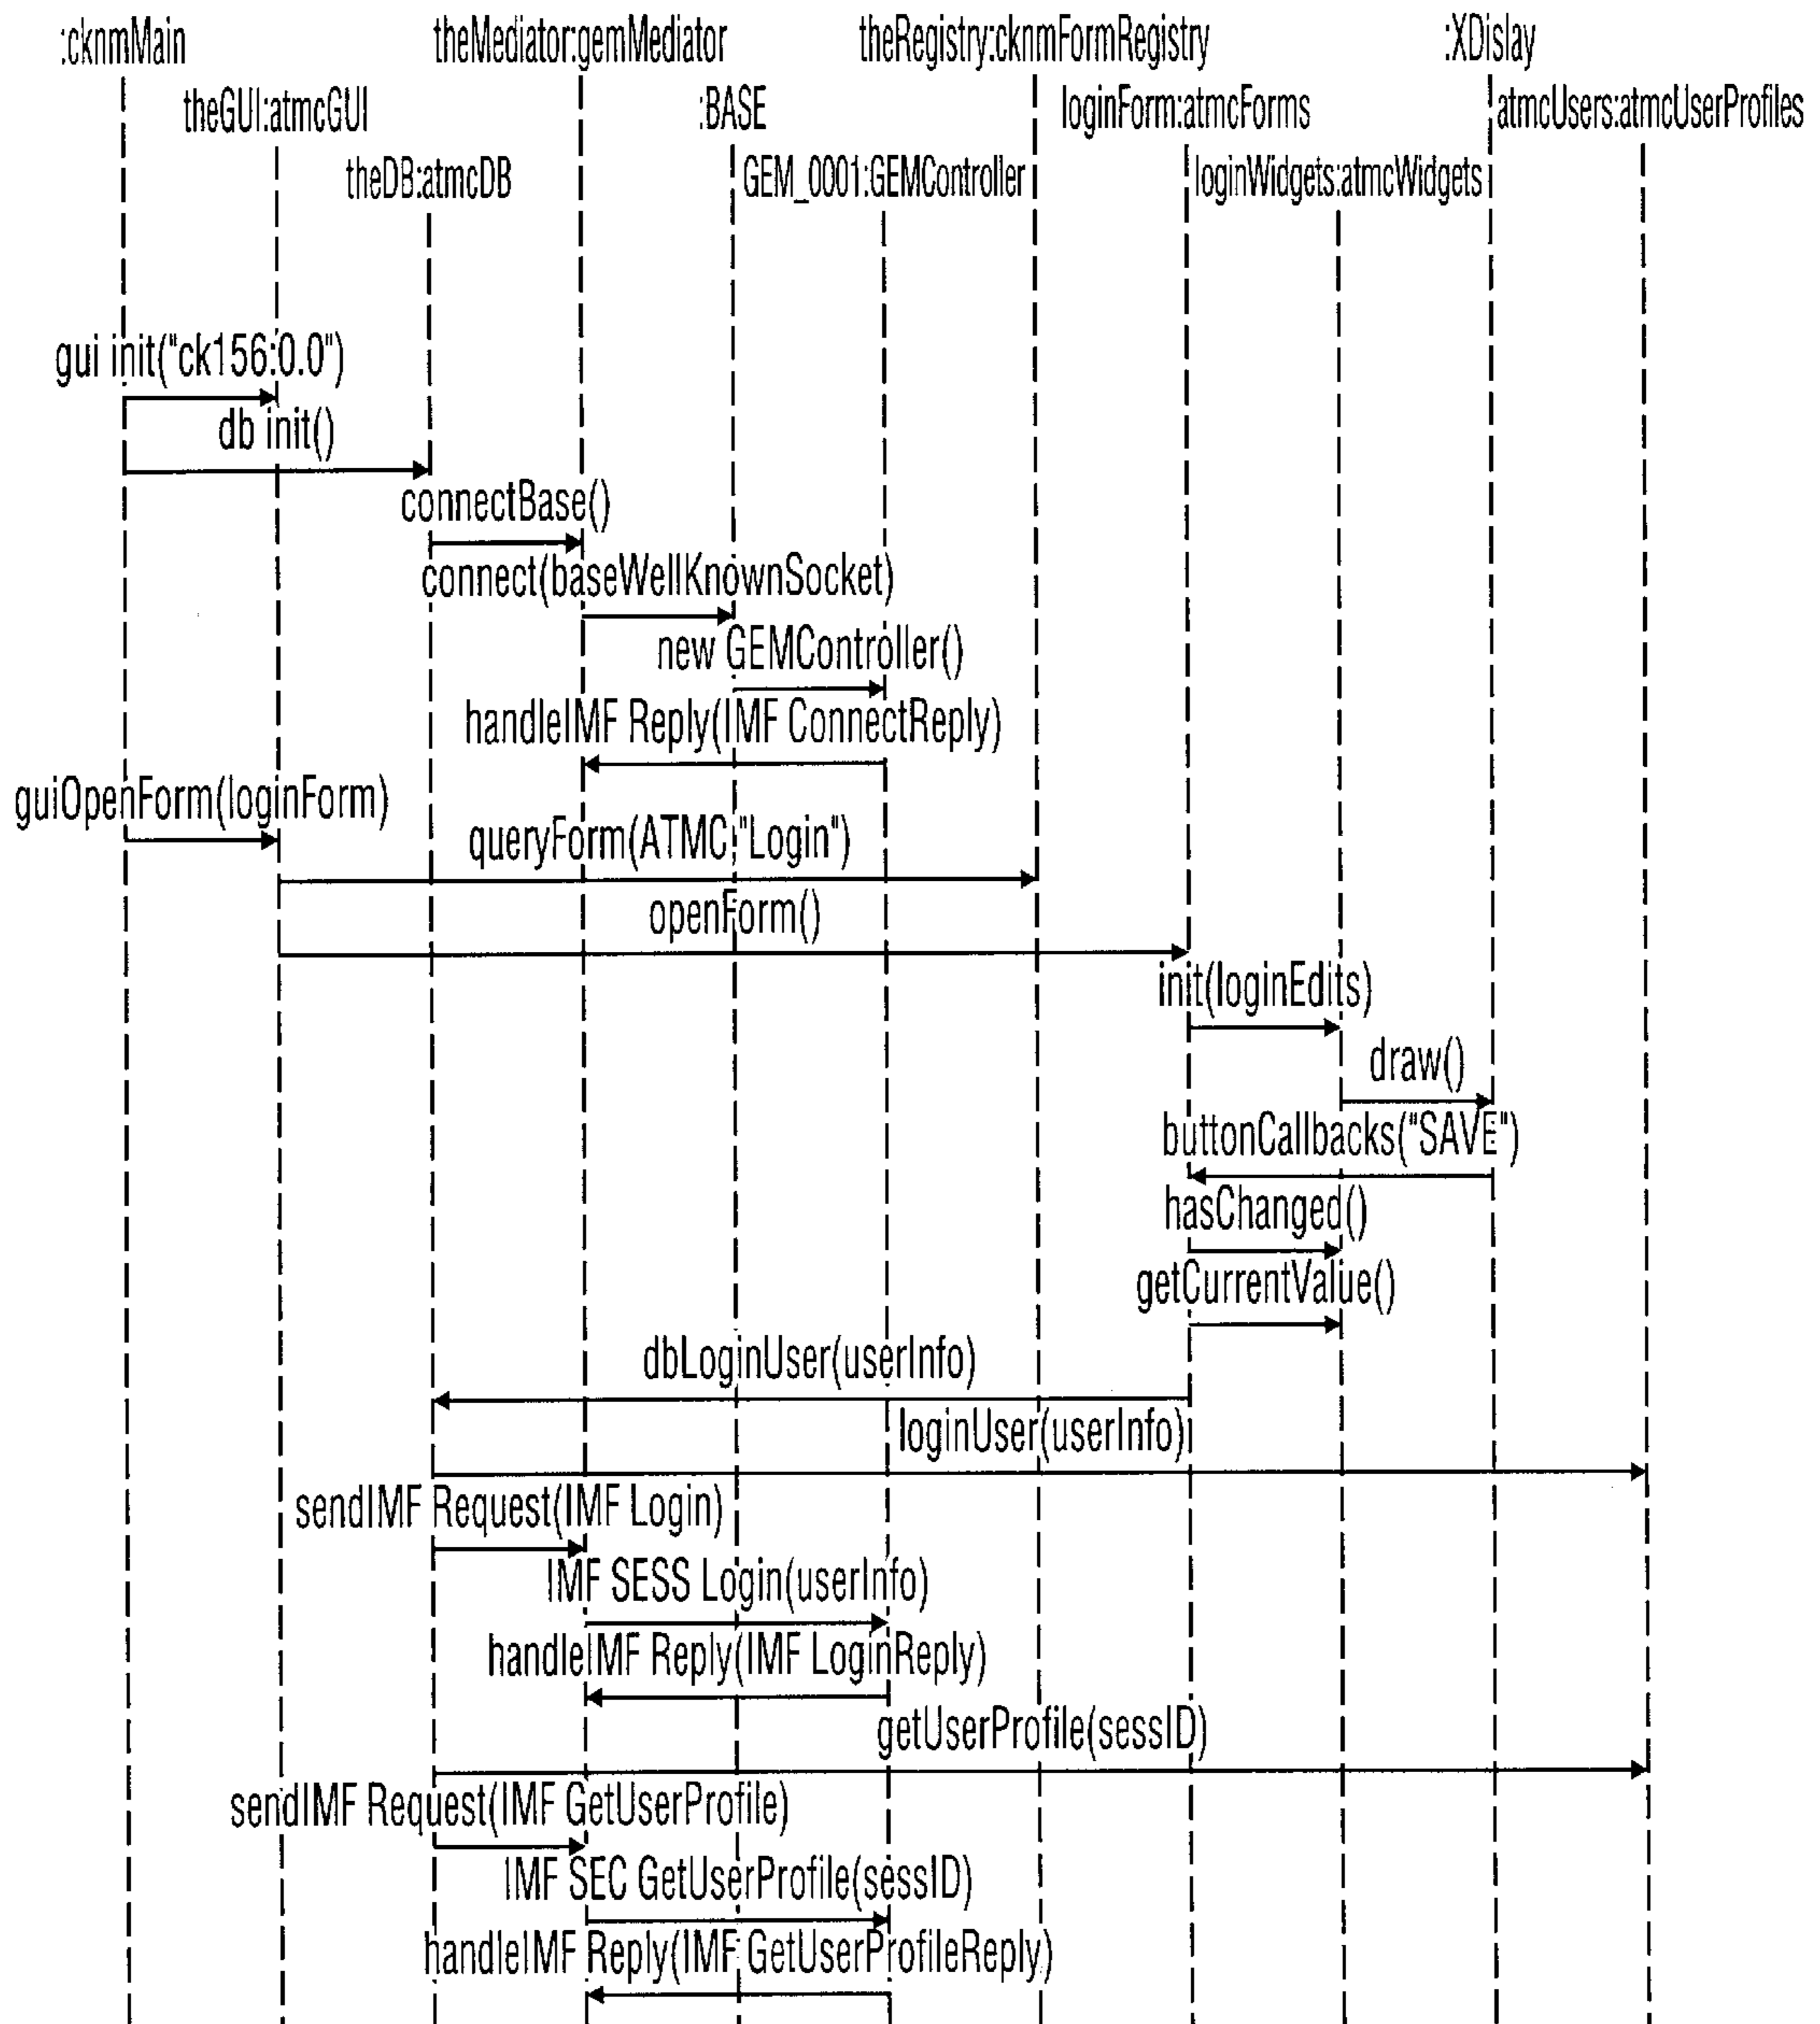 :cknmMain theMediator:gemMediator theRegistry:cknmFormRegistry :XDislay
theGUI:atmcGUI :BASE loginForm:atmcForms atmcUsers:atmcUserProfiles
theDB:atmcDB GEM_0001:GEMController loginWidgets:atmcWidgets
gui init("ck156:0.0")
db init()
connectBase()
connect(baseWellKnownSocket)
new GEMController()
handleIMF Reply(IMF ConnectReply)
guiOpenForm(loginForm)
queryForm(ATMC,"Login")
openForm()
init(loginEdits)
draw()
buttonCallbacks("SAVE")
hasChanged()
getCurrentValue()
dbLoginUser(userInfo)
loginUser(userInfo)
sendIMF Request(IMF Login)
IMF SESS Login(userInfo)
handleIMF Reply(IMF LoginReply)
getUserProfile(sessID)
sendIMF Request(IMF GetUserProfile)
IMF SEC GetUserProfile(sessID)
handleIMF Reply(IMF GetUserProfileReply)